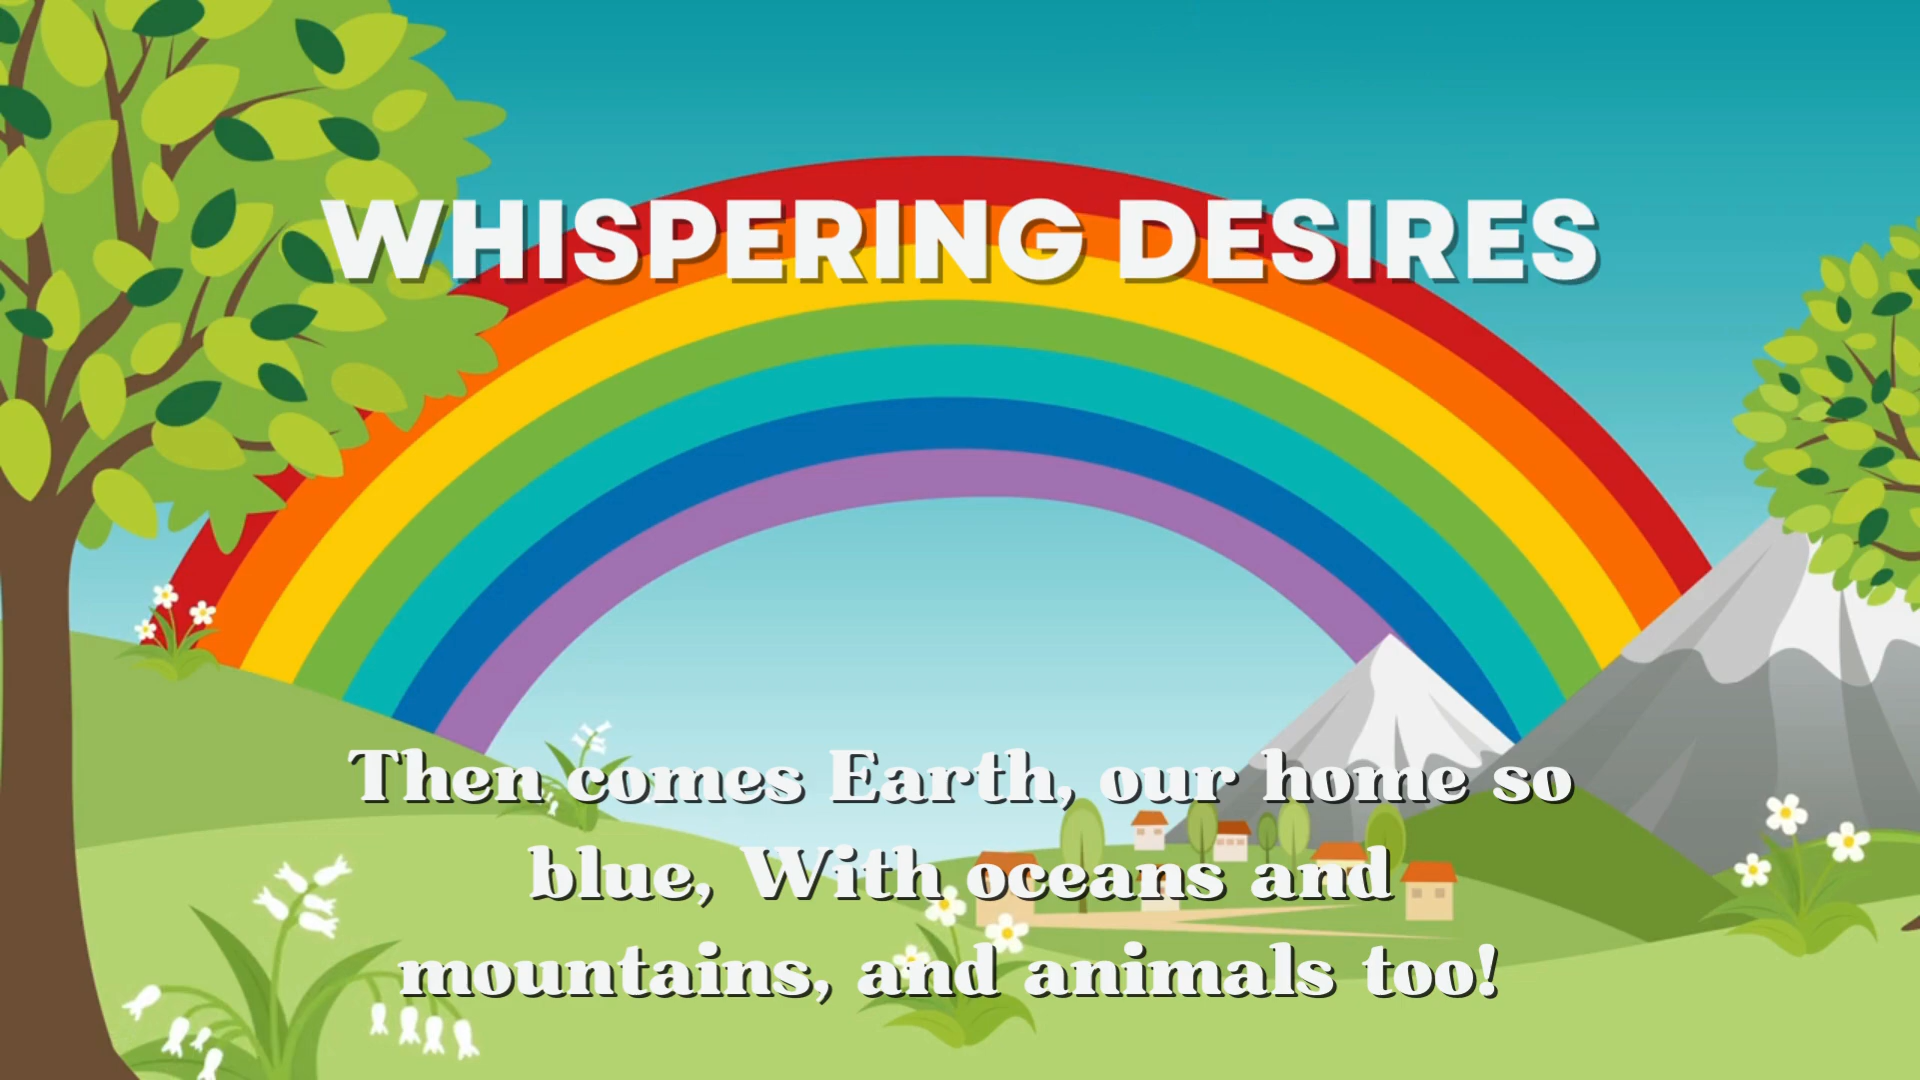 WHISPERING DESIRES
Then comes Earth, our home so
blue, With oceans and
mountains, and animals too!